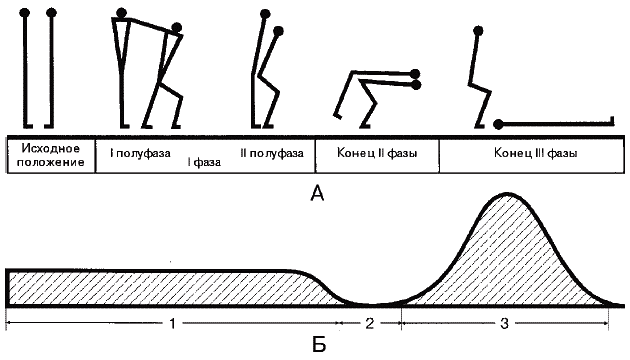 Исходное
положение
I полуфаза
I фаза
II полуфаза
Конец II фазы
Конец III фазы
А
1
2
3
Б